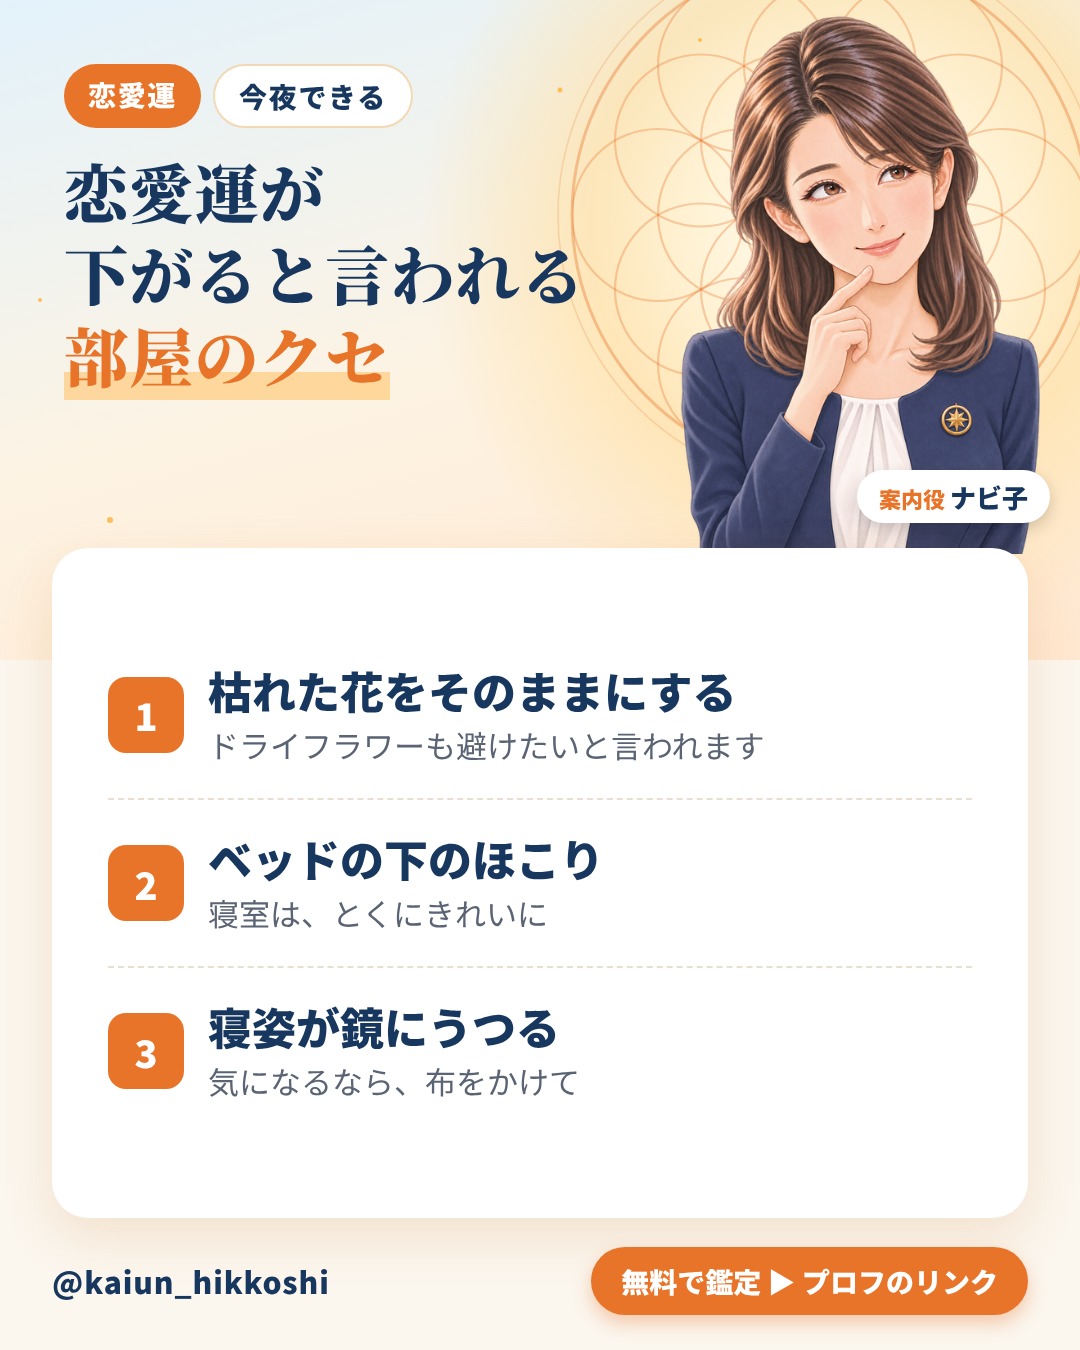 恋愛運
今夜できる
恋愛運が
下がると言われる
部屋のクセ
案内役 ナビ子
1
枯れた花をそのままにする
ドライフラワーも避けたいと言われます
2
ベッドの下のほこり
寝室は、とくにきれいに
3
寝姿が鏡にうつる
気になるなら、布をかけて
@kaiun_hikkoshi
無料で鑑定 ▶ プロフのリンク